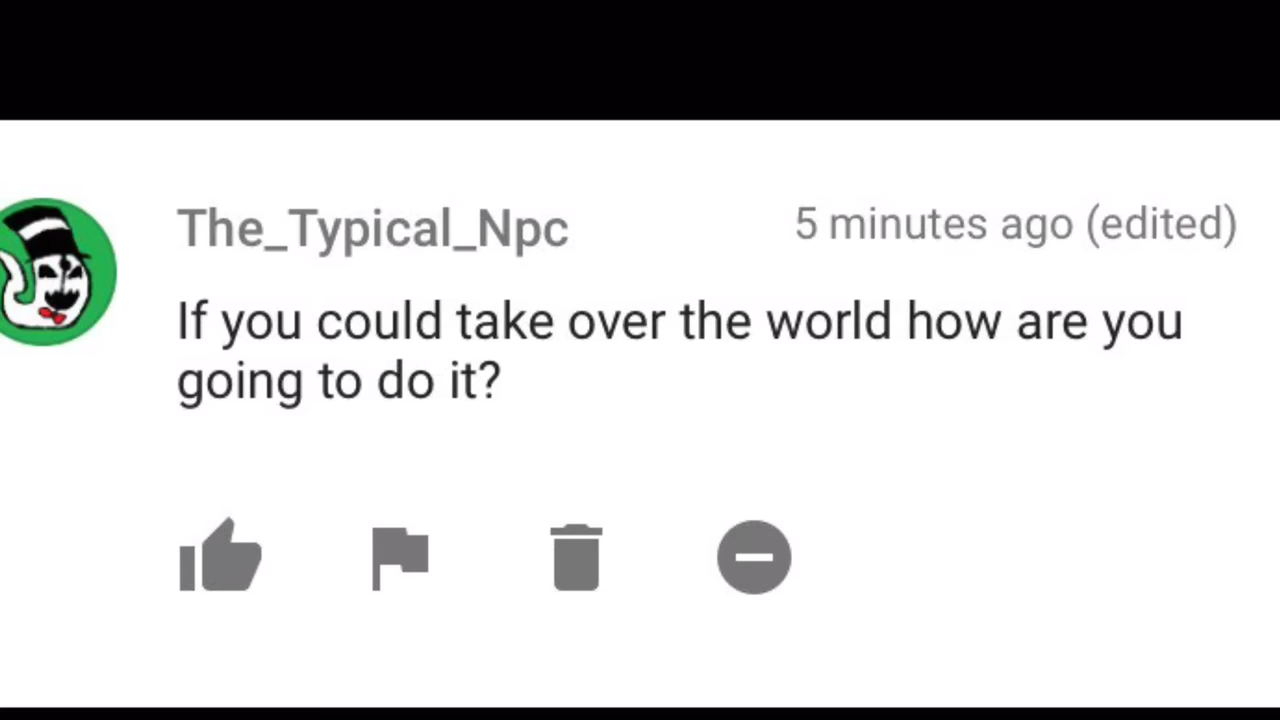 The_Typical_Npc 5 minutes ago (edited)
If you could take over the world how are you
going to do it?